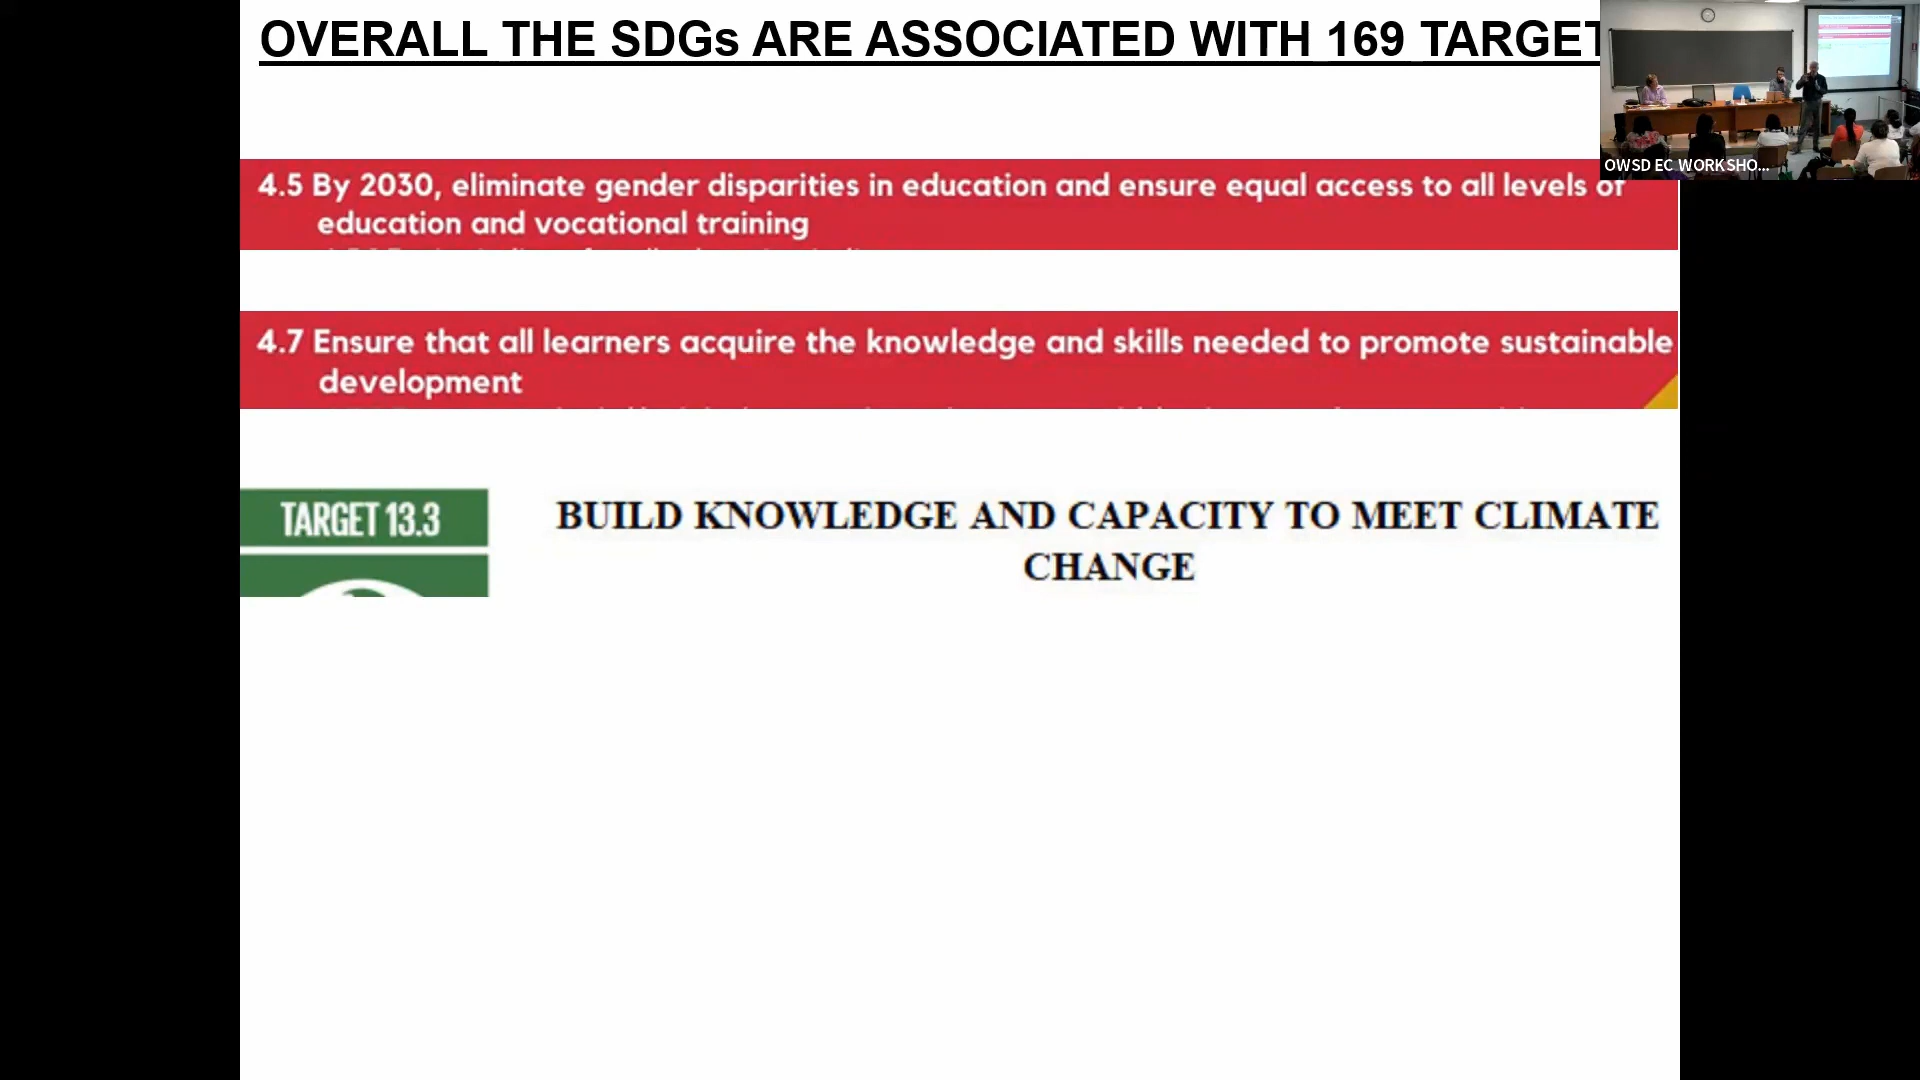 OVERALL THE SDGs ARE ASSOCIATED WITH 169 TARGET
OWSD EC WORKSHO...
4.5 By 2030, eliminate gender disparities in education and ensure equal access to all levels of
education and vocational training
4.7 Ensure that all learners acquire the knowledge and skills needed to promote sustainable
development
TARGET 13.3
BUILD KNOWLEDGE AND CAPACITY TO MEET CLIMATE
CHANGE